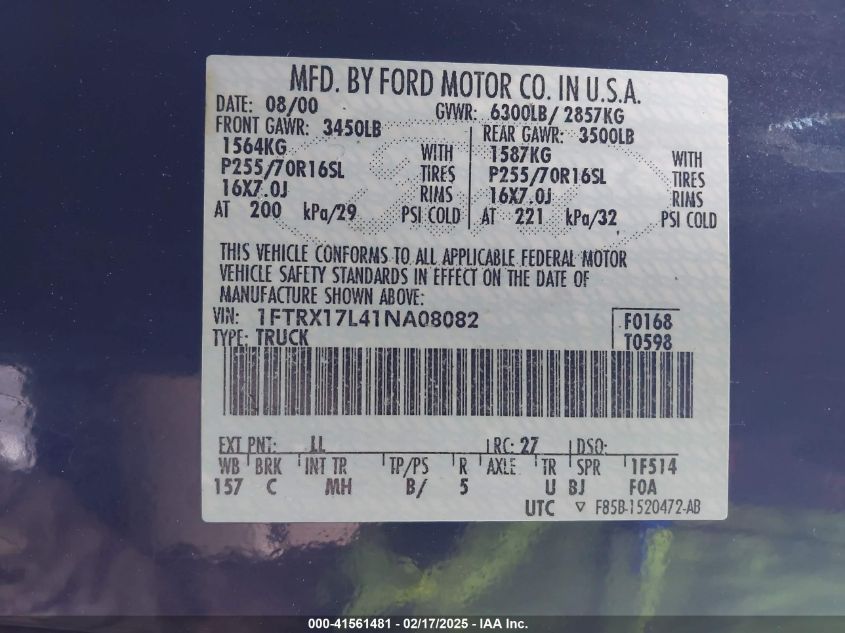 MFD. BY FORD MOTOR CO. IN U.S.A.
DATE: 08/00 GVWR: 6300LB/ 2857KG
FRONT GAWR: 3450LB REAR GAWR: 3500LB
1564KG WITH 1587KG WITH
P255/70R16SL TIRES P255/70R16SL TIRES
16X7.0J RIMS 16X7.0J RIMS
AT 200 kPa/29 PSI COLD AT 221 kPa/32 PSI COLD
THIS VEHICLE CONFORMS TO ALL APPLICABLE FEDERAL MOTOR
VEHICLE SAFETY STANDARDS IN EFFECT ON THE DATE OF
MANUFACTURE SHOWN ABOVE:
VIN: 1FTRX17L41NA08082 F0168
TYPE: TRUCK T0598
EXT PNT: LL RC: 27 DSO:
WB BRK INT TR TP/PS R AXLE TR SPR 1F514
157 C MH B/ 5 U BJ F0A
UTC ▽ F85B-1520472-AB
000-41561481 - 02/17/2025 - IAA Inc.